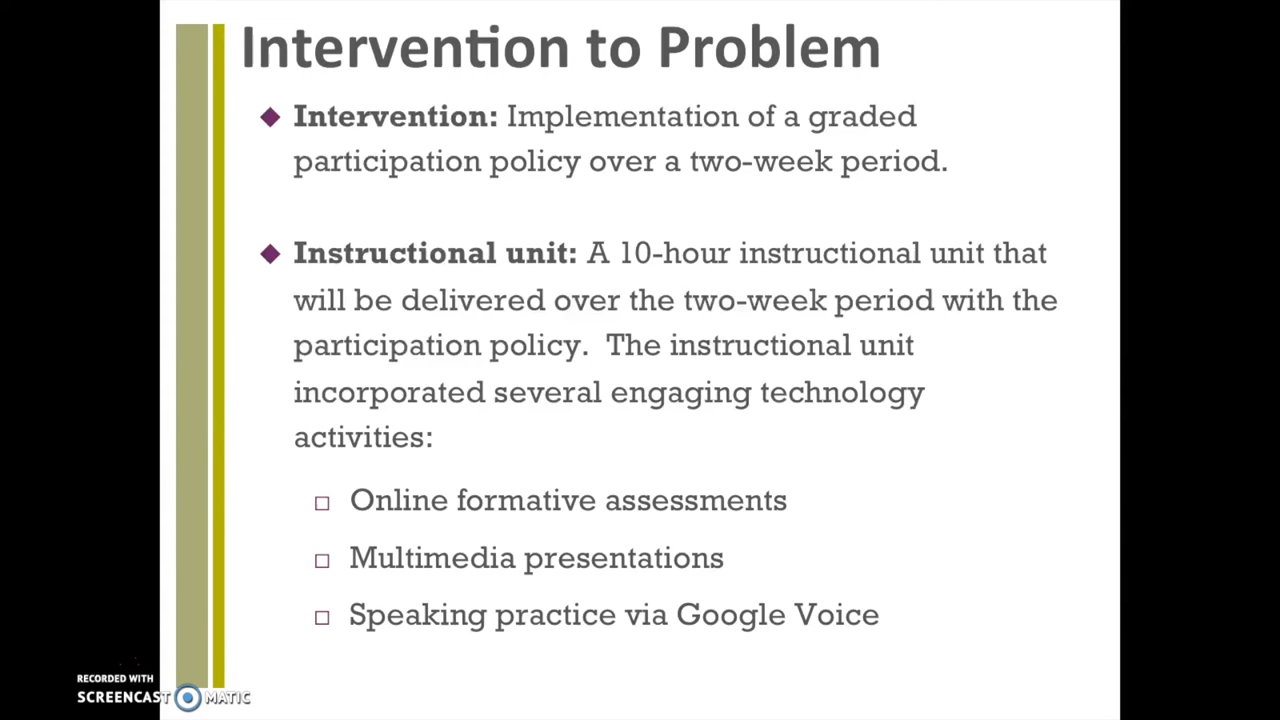 Intervention to Problem
Intervention: Implementation of a graded
participation policy over a two-week period.
Instructional unit: A 10-hour instructional unit that
will be delivered over the two-week period with the
participation policy. The instructional unit
incorporated several engaging technology
activities:
Online formative assessments
Multimedia presentations
Speaking practice via Google Voice
RECORDED WITH
SCREENCAST MATIC